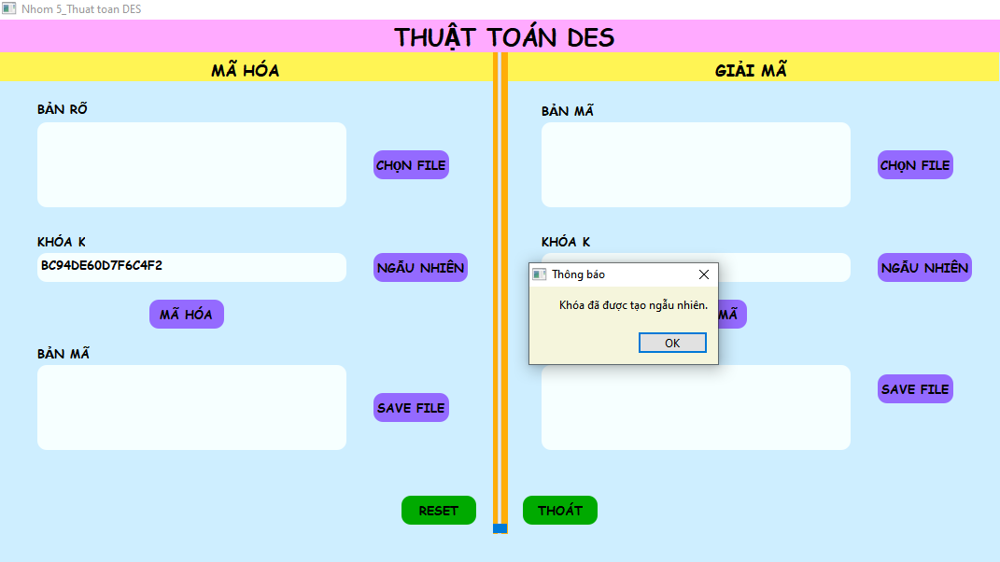 Nhom 5_Thuat toan DES
THUẬT TOÁN DES
MÃ HÓA
BẢN RÕ
CHỌN FILE
KHÓA K
BC94DE60D7F6C4F2
NGẪU NHIÊN
MÃ HÓA
BẢN MÃ
SAVE FILE
RESET
GIẢI MÃ
BẢN MÃ
CHỌN FILE
KHÓA K
NGẪU NHIÊN
Thông báo
Khóa đã được tạo ngẫu nhiên.
OK
MÃ
SAVE FILE
THOÁT